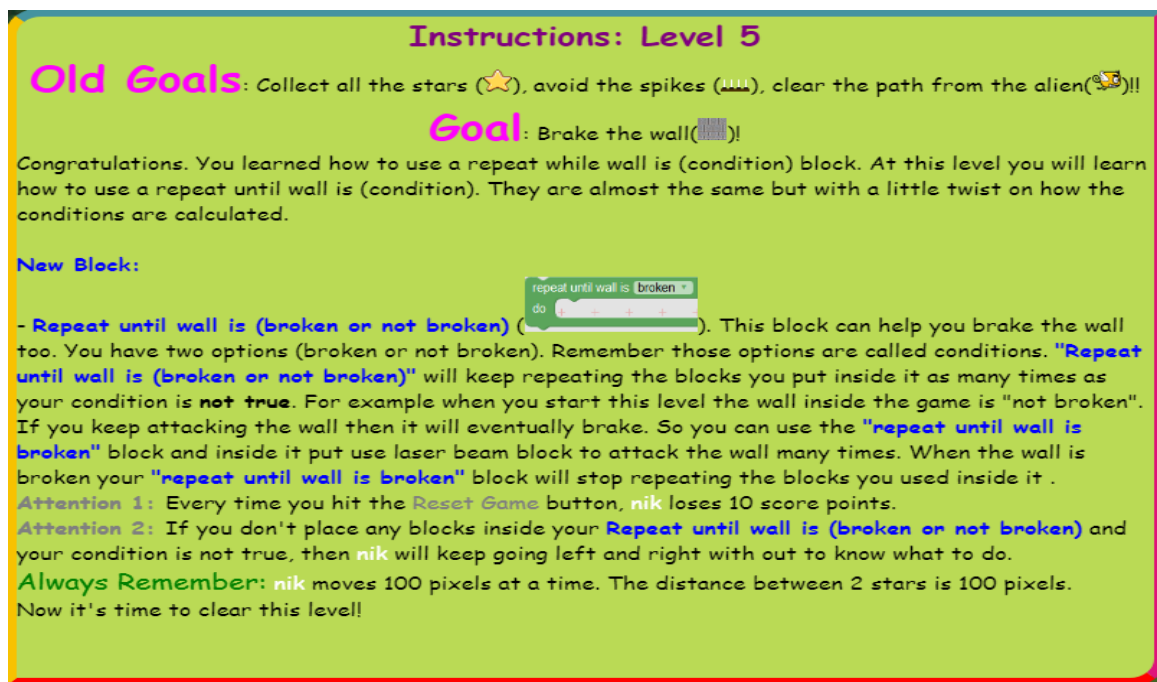 Instructions: Level 5
Old Goals: Collect all the stars (), avoid the spikes (), clear the path from the alien()!!
Goal: Brake the wall()!
Congratulations. You learned how to use a repeat while wall is (condition) block. At this level you will learn
how to use a repeat until wall is (condition). They are almost the same but with a little twist on how the
conditions are calculated.
New Block:
repeat until wall is broken
do
- Repeat until wall is (broken or not broken) (). This block can help you brake the wall
too. You have two options (broken or not broken). Remember those options are called conditions. "Repeat
until wall is (broken or not broken)" will keep repeating the blocks you put inside it as many times as
your condition is not true. For example when you start this level the wall inside the game is "not broken".
If you keep attacking the wall then it will eventually brake. So you can use the "repeat until wall is
broken" block and inside it put use laser beam block to attack the wall many times. When the wall is
broken your "repeat until wall is broken" block will stop repeating the blocks you used inside it .
Attention 1: Every time you hit the Reset Game button, nik loses 10 score points.
Attention 2: If you don't place any blocks inside your Repeat until wall is (broken or not broken) and
your condition is not true, then nik will keep going left and right with out to know what to do.
Always Remember: nik moves 100 pixels at a time. The distance between 2 stars is 100 pixels.
Now it's time to clear this level!